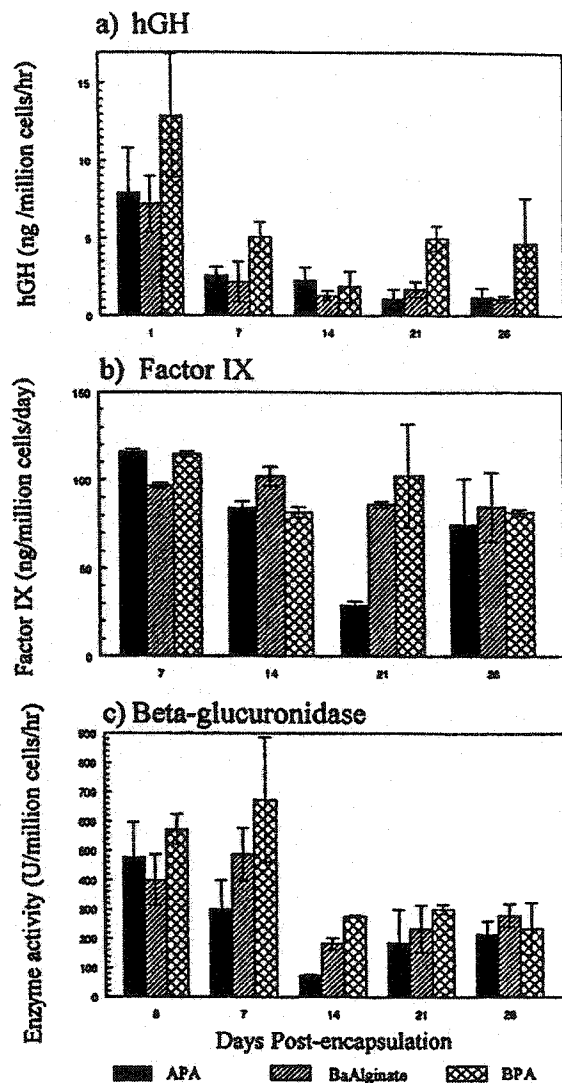 a) hGH
hGH (ng /million cells/hr)
15
10
5
0
1 7 14 21 28
b) Factor IX
Factor IX (ng/million cells/day)
150
100
50
0
7 14 21 28
c) Beta-glucuronidase
Enzyme activity (U/million cells/hr)
900
800
700
600
500
400
300
200
100
0
8 7 14 21 28
Days Post-encapsulation
APA BaAlginate BPA